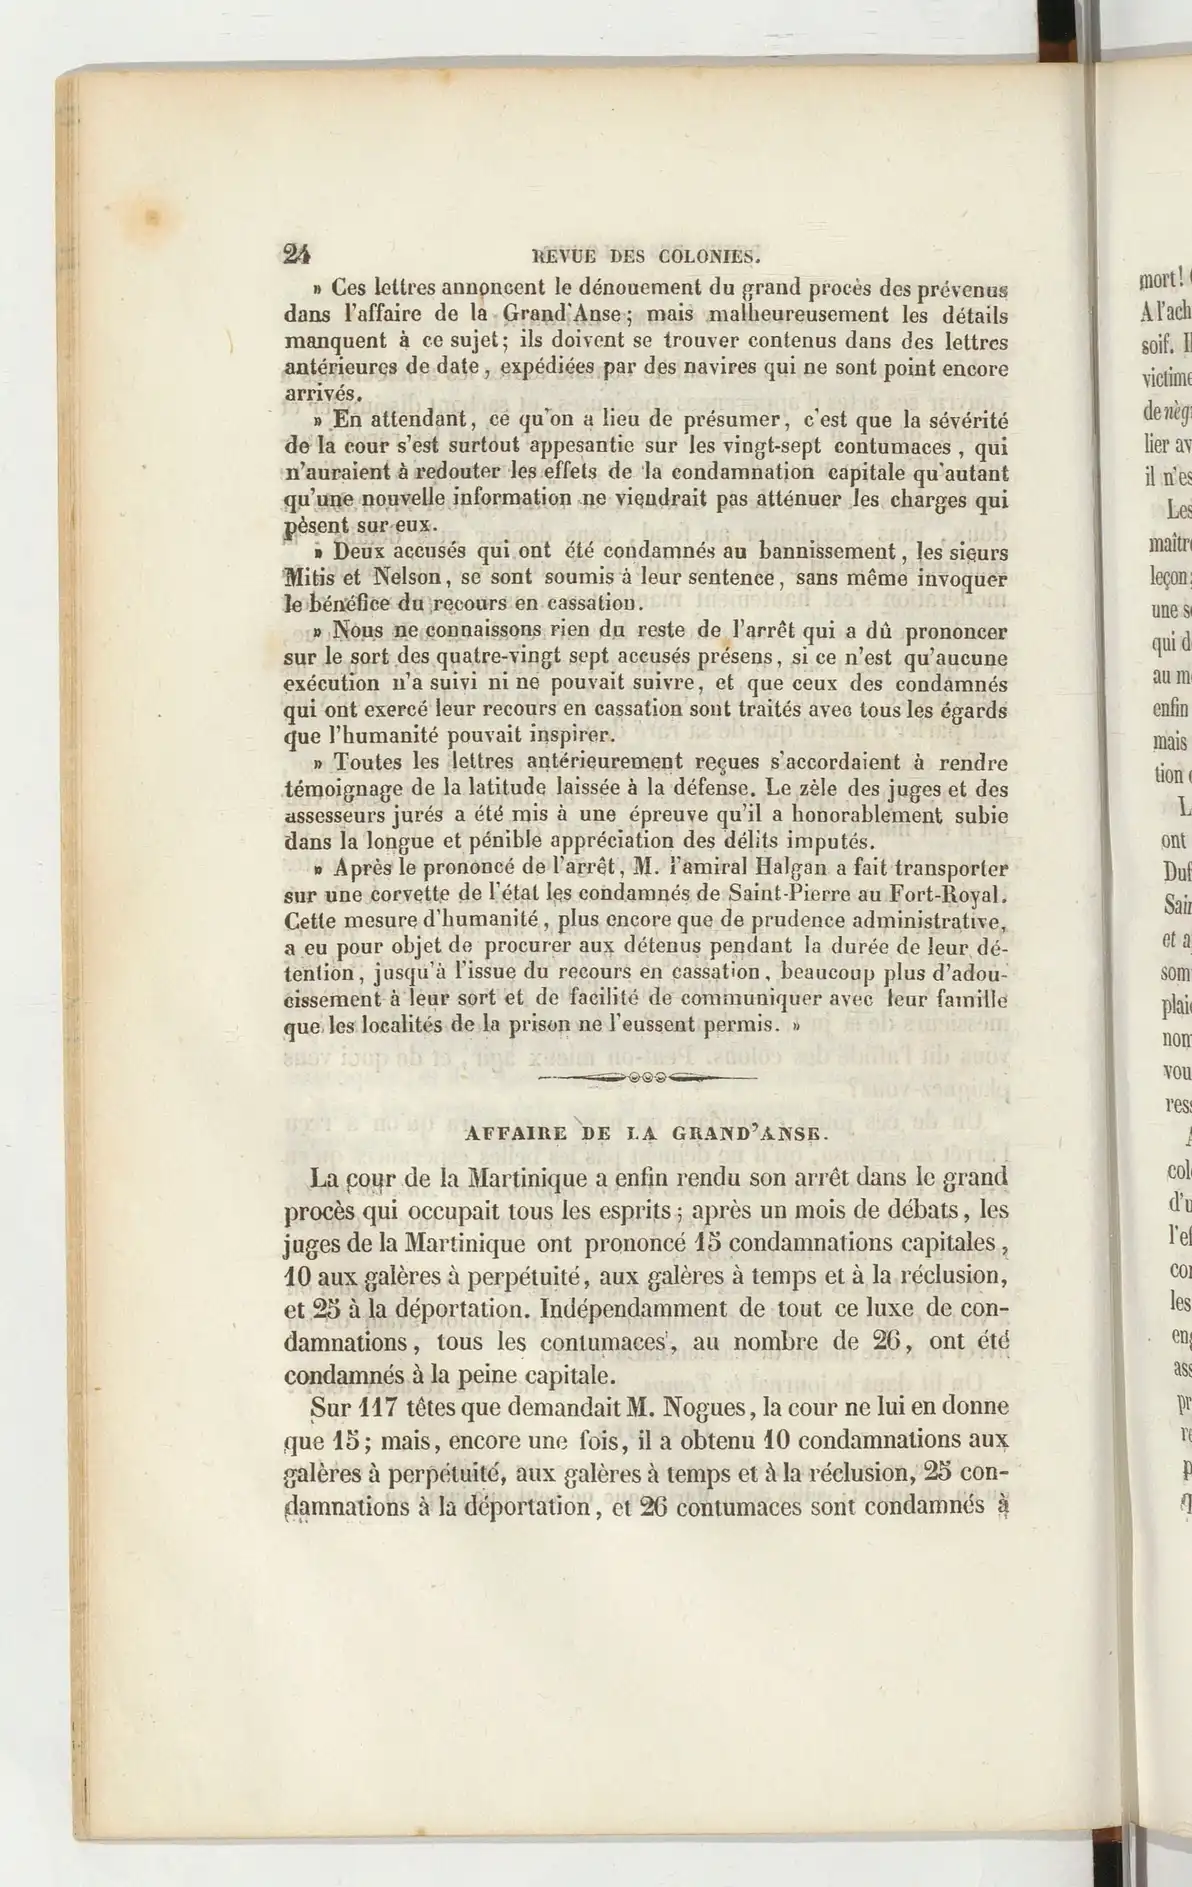 24 REVUE DES COLONIES.
» Ces lettres annoncent le dénouement du grand procès des prévenus
dans l'affaire de la Grand'Anse; mais malheureusement les détails
manquent à ce sujet; ils doivent se trouver contenus dans des lettres
antérieures de date, expédiées par des navires qui ne sont point encore
arrivés.
» En attendant, ce qu'on a lieu de présumer, c'est que la sévérité
de la cour s'est surtout appesantie sur les vingt-sept contumaces, qui
n'auraient à redouter les effets de la condamnation capitale qu'autant
qu'une nouvelle information ne viendrait pas atténuer les charges qui
pèsent sur eux.
» Deux accusés qui ont été condamnés au bannissement, les sieurs
Mitis et Nelson, se sont soumis à leur sentence, sans même invoquer
le bénéfice du recours en cassation.
» Nous ne connaissons rien du reste de l'arrêt qui a dû prononcer
sur le sort des quatre-vingt sept accusés présens, si ce n'est qu'aucune
exécution n'a suivi ni ne pouvait suivre, et que ceux des condamnés
qui ont exercé leur recours en cassation sont traités avec tous les égards
que l'humanité pouvait inspirer.
» Toutes les lettres antérieurement reçues s'accordaient à rendre
témoignage de la latitude laissée à la défense. Le zèle des juges et des
assesseurs jurés a été mis à une épreuve qu'il a honorablement subie
dans la longue et pénible appréciation des délits imputés.
» Après le prononcé de l'arrêt, M. l'amiral Halgan a fait transporter
sur une corvette de l'état les condamnés de Saint-Pierre au Fort-Royal.
Cette mesure d'humanité, plus encore que de prudence administrative,
a eu pour objet de procurer aux détenus pendant la durée de leur dé-
tention, jusqu'à l'issue du recours en cassation, beaucoup plus d'adou-
cissement à leur sort et de facilité de communiquer avec leur famille
que les localités de la prison ne l'eussent permis. »
AFFAIRE DE LA GRAND'ANSE.
La cour de la Martinique a enfin rendu son arrêt dans le grand
procès qui occupait tous les esprits; après un mois de débats, les
juges de la Martinique ont prononcé 15 condamnations capitales,
10 aux galères à perpétuité, aux galères à temps et à la réclusion,
et 25 à la déportation. Indépendamment de tout ce luxe de con-
damnations, tous les contumaces, au nombre de 26, ont été
condamnés à la peine capitale.
Sur 117 têtes que demandait M. Nogues, la cour ne lui en donne
que 15; mais, encore une fois, il a obtenu 10 condamnations aux
galères à perpétuité, aux galères à temps et à la réclusion, 25 con-
damnations à la déportation, et 26 contumaces sont condamnés à